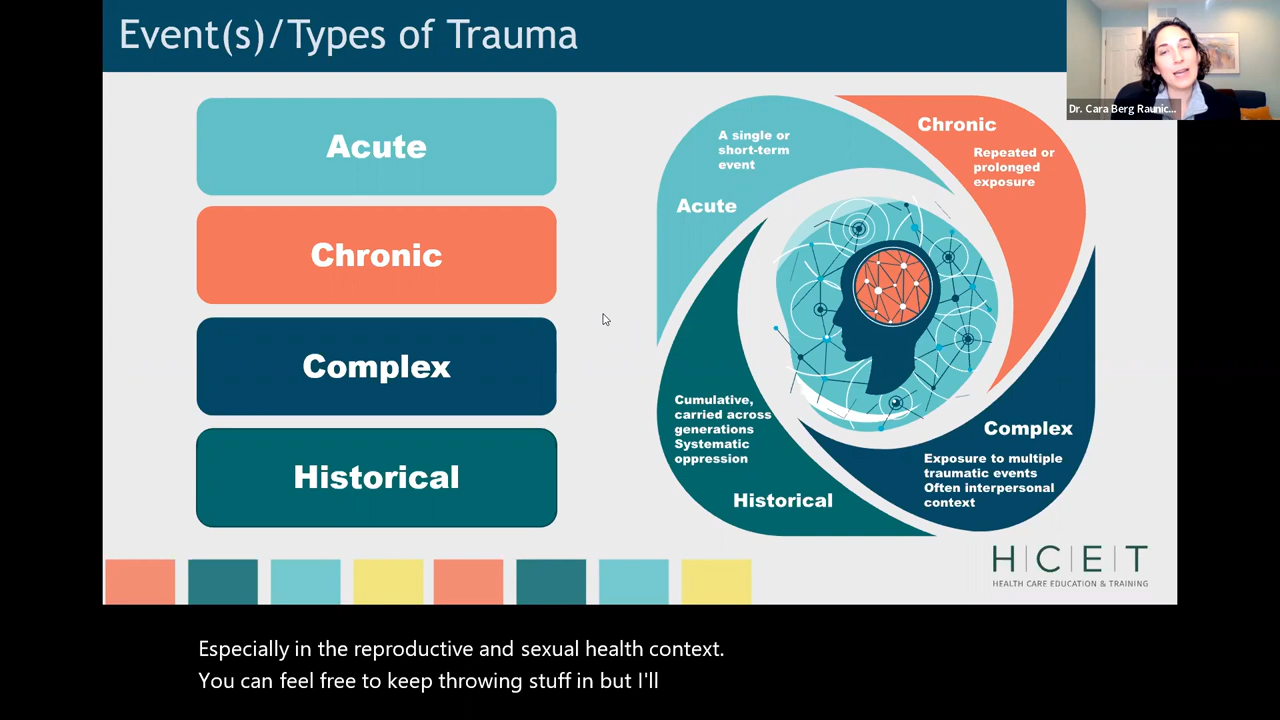 Event(s)/Types of Trauma
Dr. Cara Berg Raunic...
Acute
Chronic
Complex
Historical
A single or
short-term
event
Acute
Chronic
Repeated or
prolonged
exposure
Cumulative,
carried across
generations
Systematic
oppression
Historical
Complex
Exposure to multiple
traumatic events
Often interpersonal
context
HCET
HEALTH CARE EDUCATION & TRAINING
Especially in the reproductive and sexual health context.
You can feel free to keep throwing stuff in but I'll